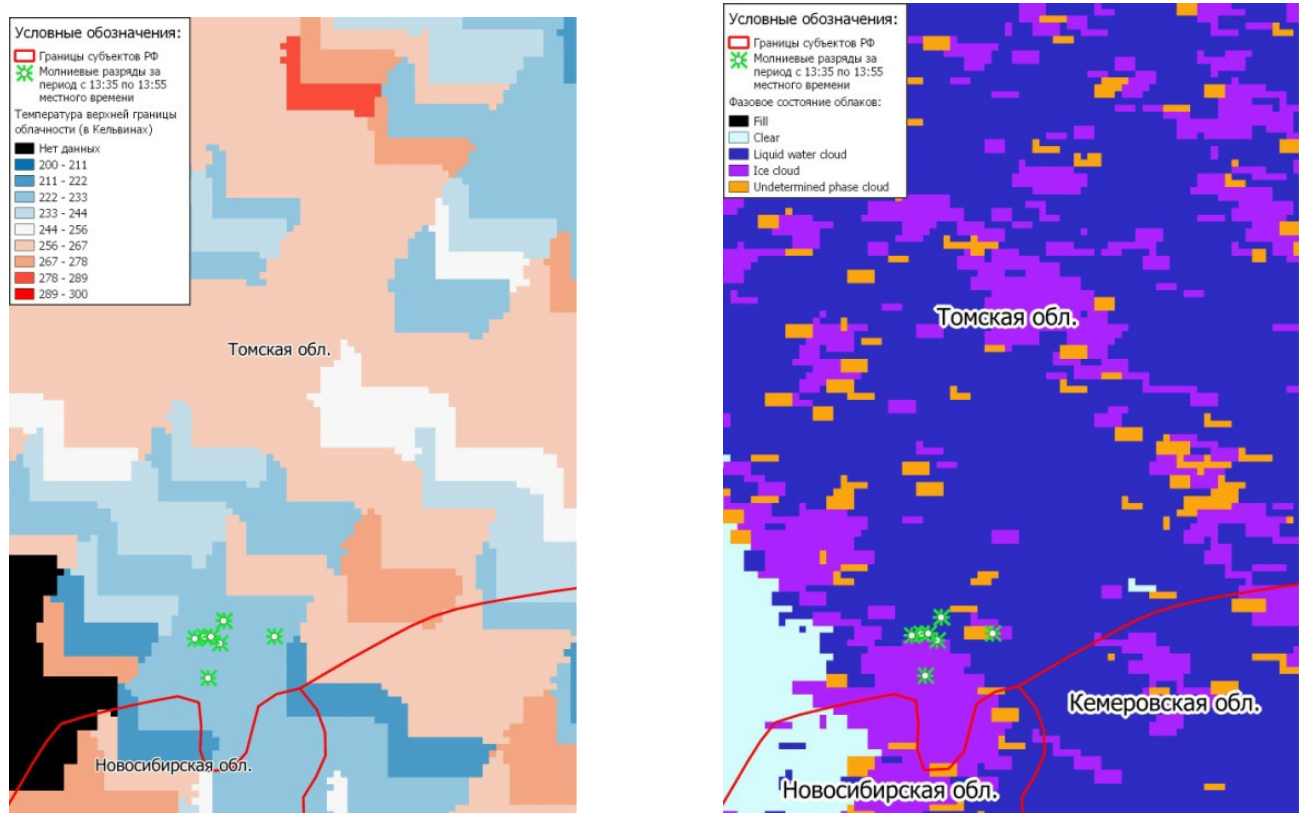 Условные обозначения:
Границы субъектов РФ
Молниевые разряды за
период с 13:35 по 13:55
местного времени
Температура верхней границы
облачности (в Кельвинах)
Нет данных
200 - 211
211 - 222
222 - 233
233 - 244
244 - 256
256 - 267
267 - 278
278 - 289
289 - 300
Томская обл.
Новосибирская обл.
Условные обозначения:
Границы субъектов РФ
Молниевые разряды за
период с 13:35 по 13:55
местного времени
Фазовое состояние облаков:
Fill
Clear
Liquid water cloud
Ice cloud
Undetermined phase cloud
Томская обл.
Кемеровская обл.
Новосибирская обл.